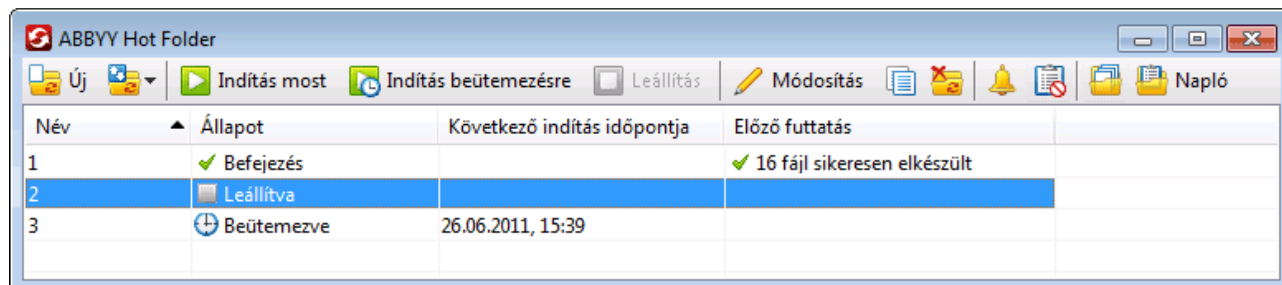 ABBYY Hot Folder
Új Indítás most Indítás beütemezésre Leállítás Módosítás Napló
Név Állapot Következő indítás időpontja Előző futtatás
1 Befejezés 16 fájl sikeresen elkészült
2 Leállítva
3 Beütemezve 26.06.2011, 15:39